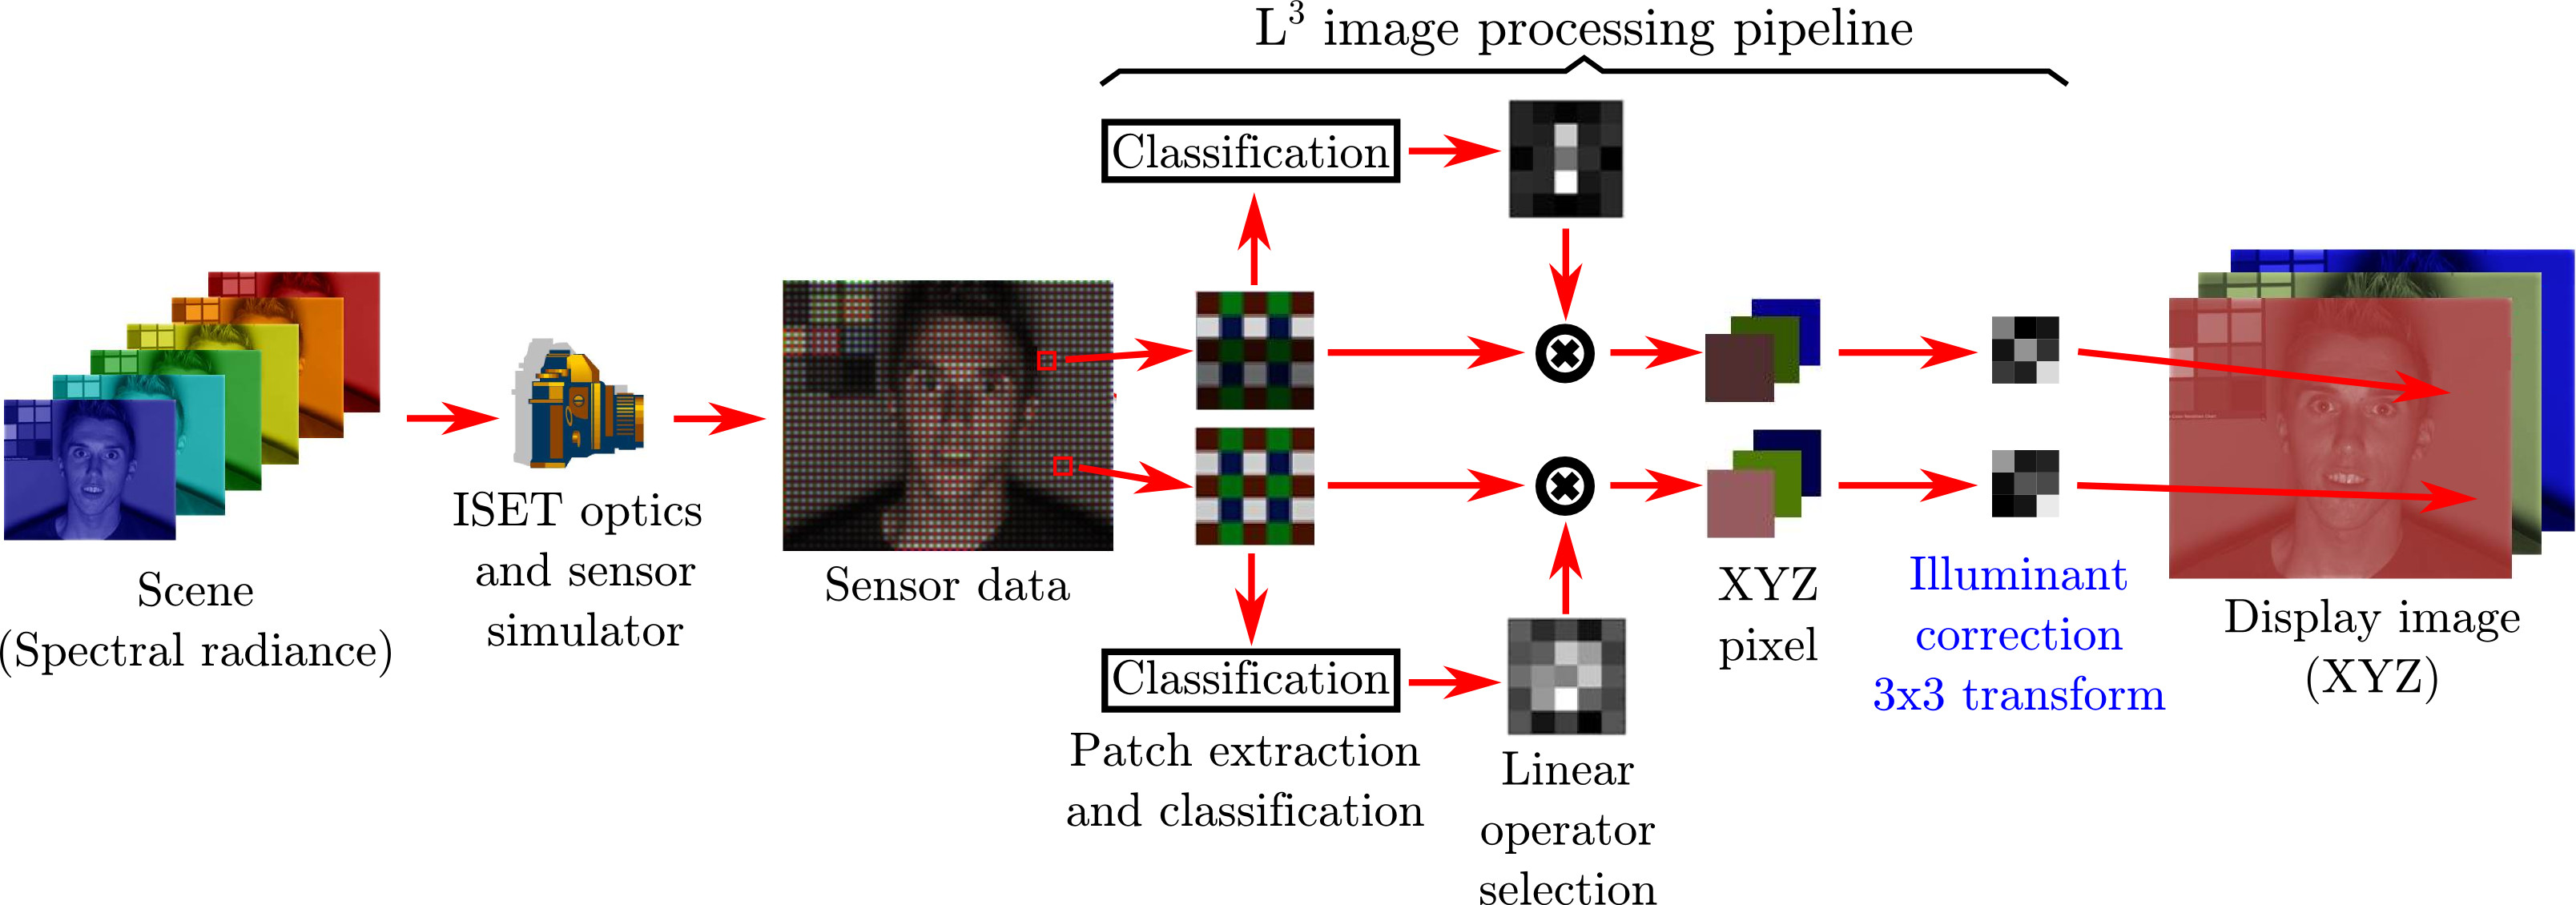 L³ image processing pipeline
Classification
Scene
(Spectral radiance)
ISET optics
and sensor
simulator
Sensor data
Classification
Patch extraction
and classification
Linear
operator
selection
XYZ
pixel
Illuminant
correction
3x3 transform
Display image
(XYZ)